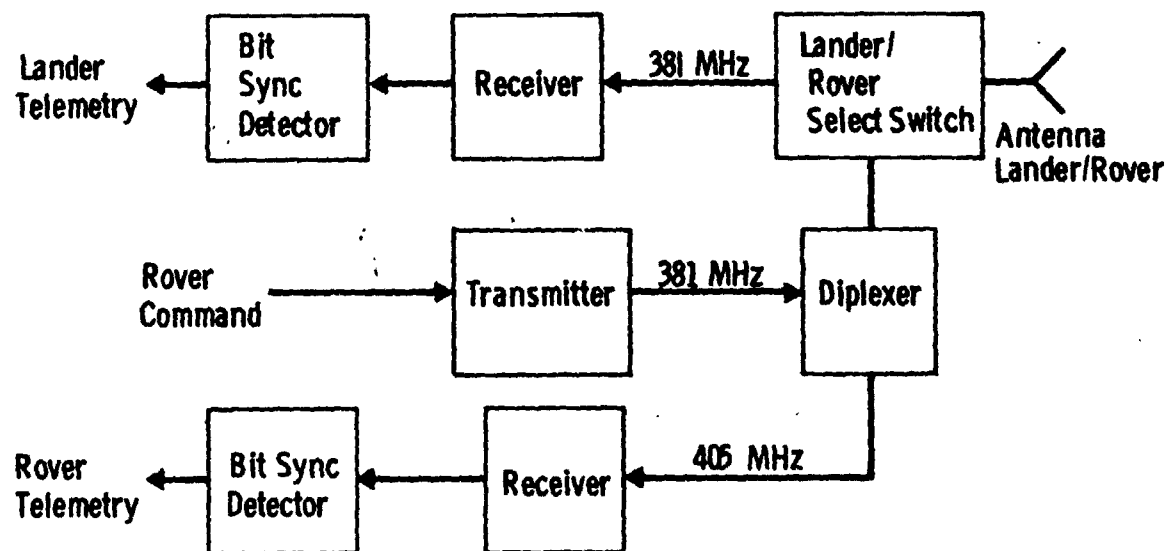 Lander
Telemetry
Bit
Sync
Detector
Receiver
381 MHz
Lander/
Rover
Select Switch
Antenna
Lander/Rover
Rover
Command
Transmitter
381 MHz
Diplexer
Rover
Telemetry
Bit Sync
Detector
Receiver
405 MHz